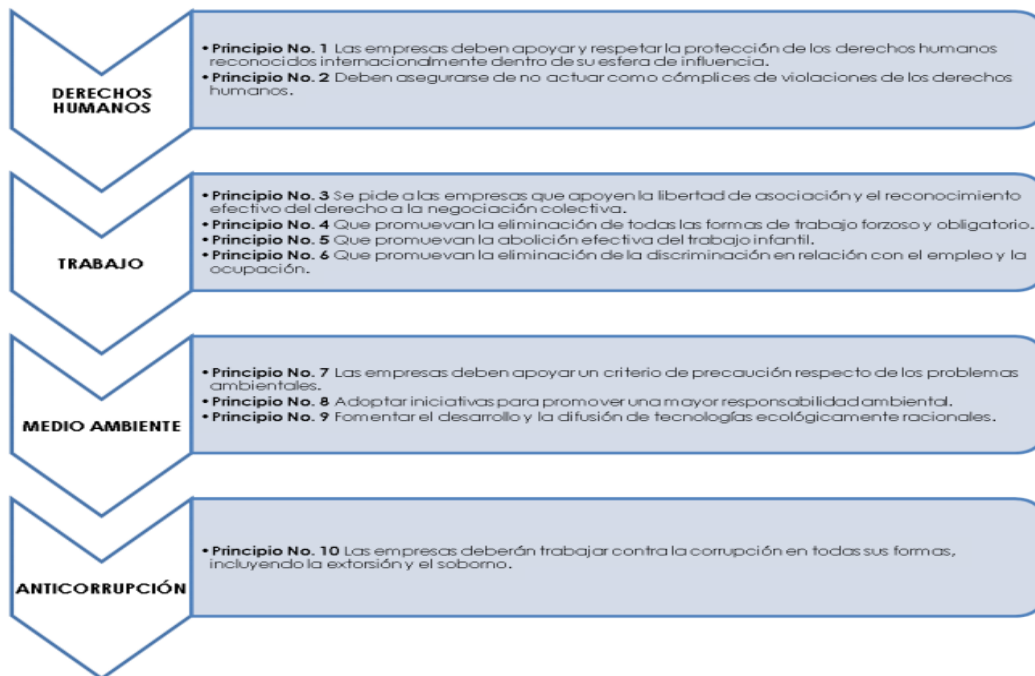 DERECHOS
HUMANOS
• Principio No. 1 Las empresas deben apoyar y respetar la protección de los derechos humanos
reconocidos internacionalmente dentro de su esfera de influencia.
• Principio No. 2 Deben asegurarse de no actuar como cómplices de violaciones de los derechos
humanos.
TRABAJO
• Principio No. 3 Se pide a las empresas que apoyen la libertad de asociación y el reconocimiento
efectivo del derecho a la negociación colectiva.
• Principio No. 4 Que promuevan la eliminación de todas las formas de trabajo forzoso y obligatorio.
• Principio No. 5 Que promuevan la abolición efectiva del trabajo infantil.
• Principio No. 6 Que promuevan la eliminación de la discriminación en relación con el empleo y la
ocupación.
MEDIO AMBIENTE
• Principio No. 7 Las empresas deben apoyar un criterio de precaución respecto de los problemas
ambientales.
• Principio No. 8 Adoptar iniciativas para promover una mayor responsabilidad ambiental.
• Principio No. 9 Fomentar el desarrollo y la difusión de tecnologías ecológicamente racionales.
ANTICORRUPCIÓN
• Principio No. 10 Las empresas deberán trabajar contra la corrupción en todas sus formas,
incluyendo la extorsión y el soborno.